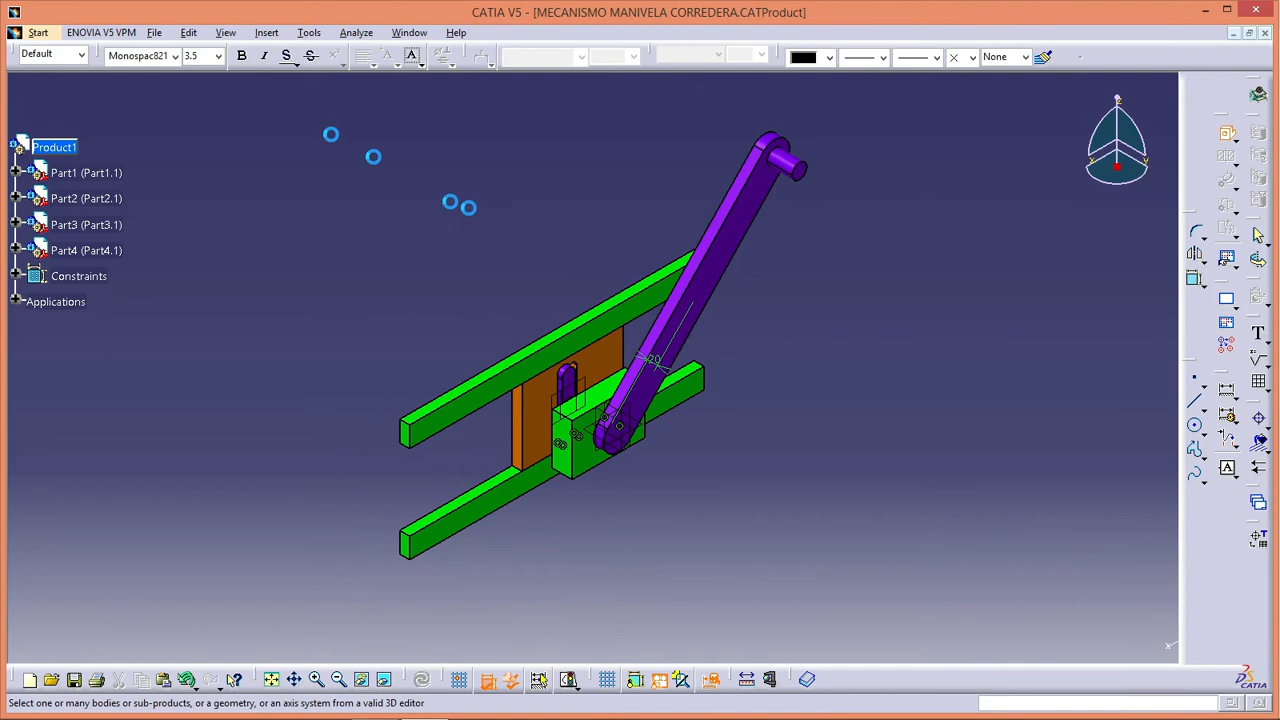 CATIA V5 - [MECANISMO MANIVELA CORREDERA.CATProduct]
Start ENOVIA V5 VPM File Edit View Insert Tools Analyze Window Help
Default Monospac821 3.5 B I S S None
Product1
Part1 (Part1.1)
Part2 (Part2.1)
Part3 (Part3.1)
Part4 (Part4.1)
Constraints
Applications
20
z
x y
x
CATIA
Select one or many bodies or sub-products, or a geometry, or an axis system from a valid 3D editor